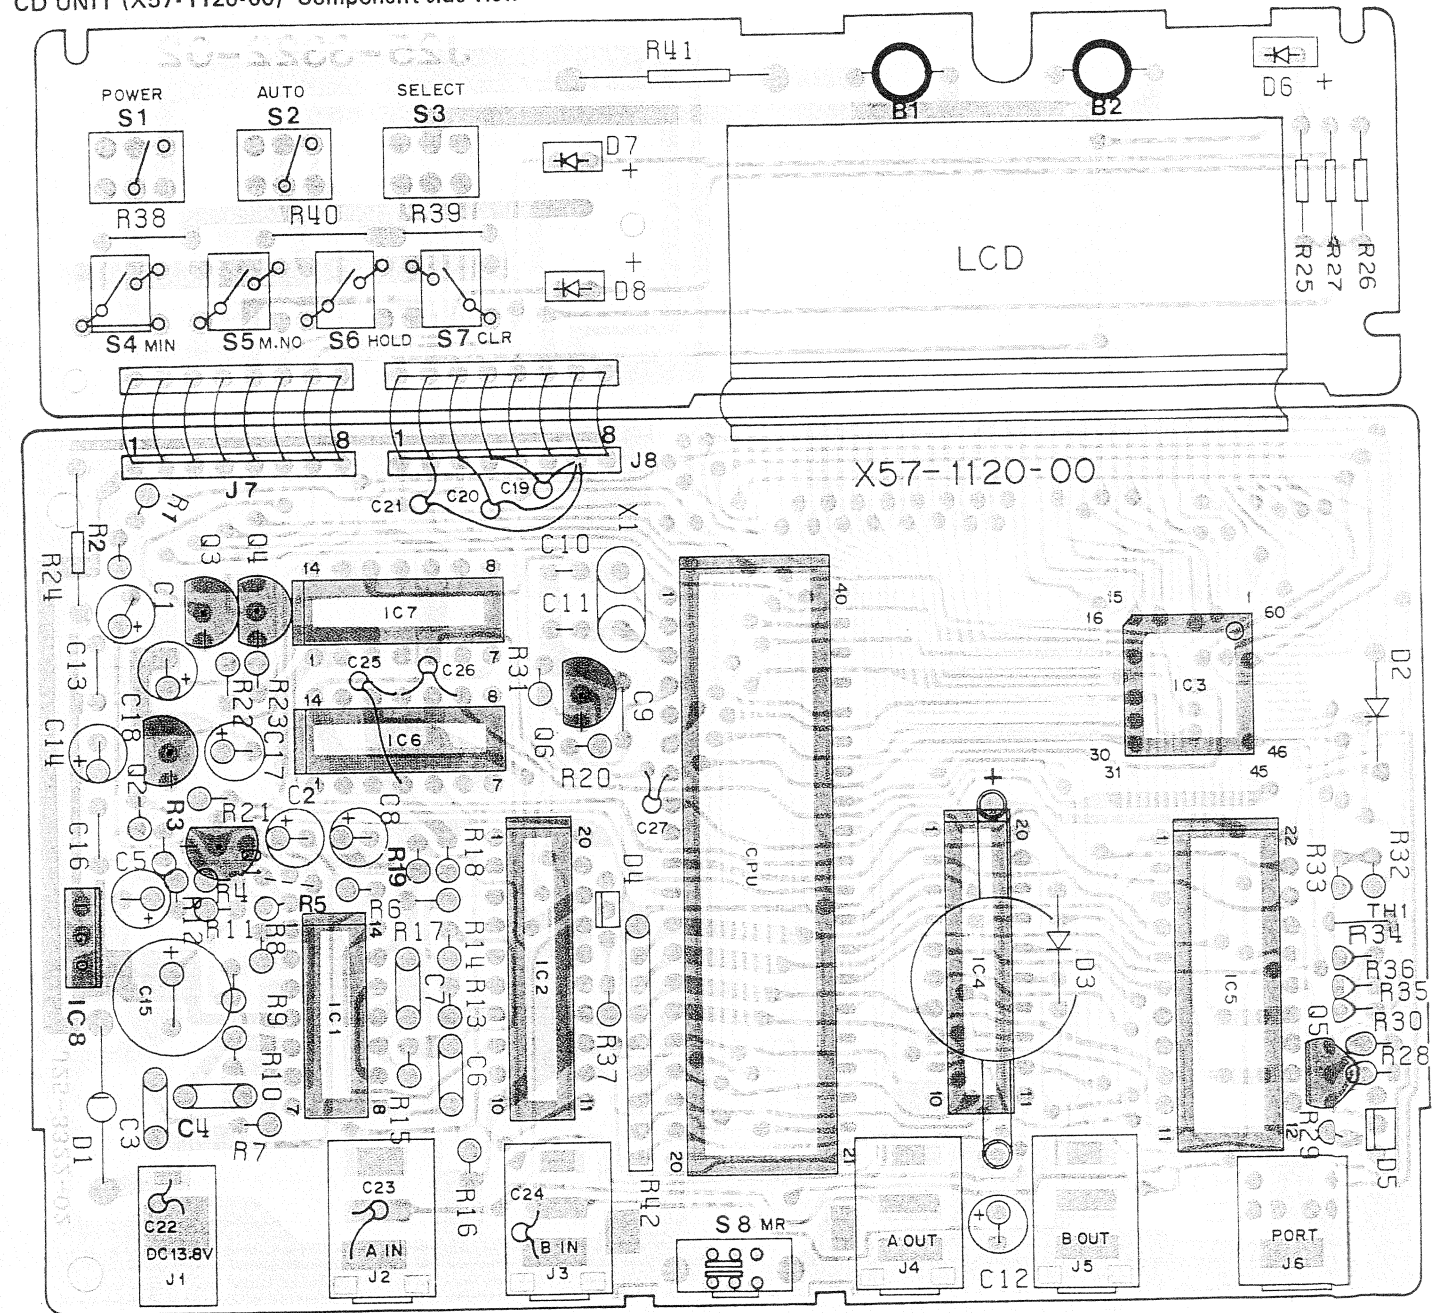 CD UNIT (X57-1120-00) Component side view
R41
B1
B2
D6 +
POWER
S1
AUTO
S2
SELECT
S3
D7
+
R38
R40
R39
+
D8
LCD
R25
R27
R26
S4 MIN
S5 M.NO
S6 HOLD
S7 CLR
1
8
J7
1
8
J8
X57-1120-00
C21
C20
C19
X1
R1
R2
R24
Q3
Q4
C1
14
8
IC7
1
7
C10
C11
1
40
15
1
16
60
IC3
30
31
46
45
D2
C13
C18
C14
R22
R23
C17
C25
C26
14
8
IC6
1
7
R31
Q6
C9
R20
C27
Q2
R3
R21
C2
C8
C16
C5
R19
R18
1
20
IC2
10
11
D4
CPU
20
21
+
1
20
IC4
10
11
D3
1
22
IC5
11
12
R33
R32
TH1
R34
R36
R35
R30
R28
Q5
R29
D5
R4
R5
R6
R12
R11
R8
R17
R14
R13
C7
C6
1
14
IC1
7
8
C15
IC8
R9
R10
R37
R15
R16
R42
D1
C3
C4
R7
C22
DC13.8V
J1
C23
A IN
J2
C24
B IN
J3
S8 MR
A OUT
J4
C12
B OUT
J5
PORT
J6